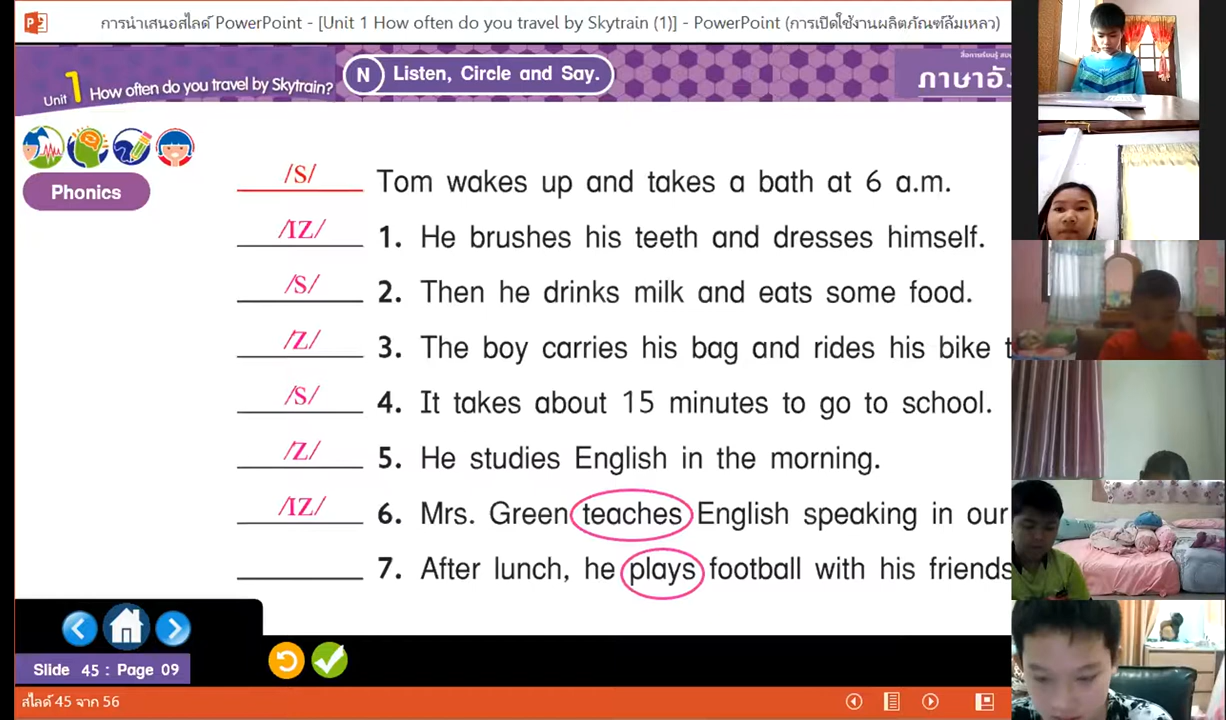 การนำเสนอสไลด์ PowerPoint - [Unit 1 How often do you travel by Skytrain (1)] - PowerPoint (การเปิดใช้งานผลิตภัณฑ์ล้มเหลว)
Unit 1 How often do you travel by Skytrain?
N Listen, Circle and Say.
ภาษาอัง
Phonics
/S/ Tom wakes up and takes a bath at 6 a.m.
/IZ/ 1. He brushes his teeth and dresses himself.
/S/ 2. Then he drinks milk and eats some food.
/Z/ 3. The boy carries his bag and rides his bike t
/S/ 4. It takes about 15 minutes to go to school.
/Z/ 5. He studies English in the morning.
/IZ/ 6. Mrs. Green teaches English speaking in our
7. After lunch, he plays football with his friends
Slide 45 : Page 09
สไลด์ 45 จาก 56